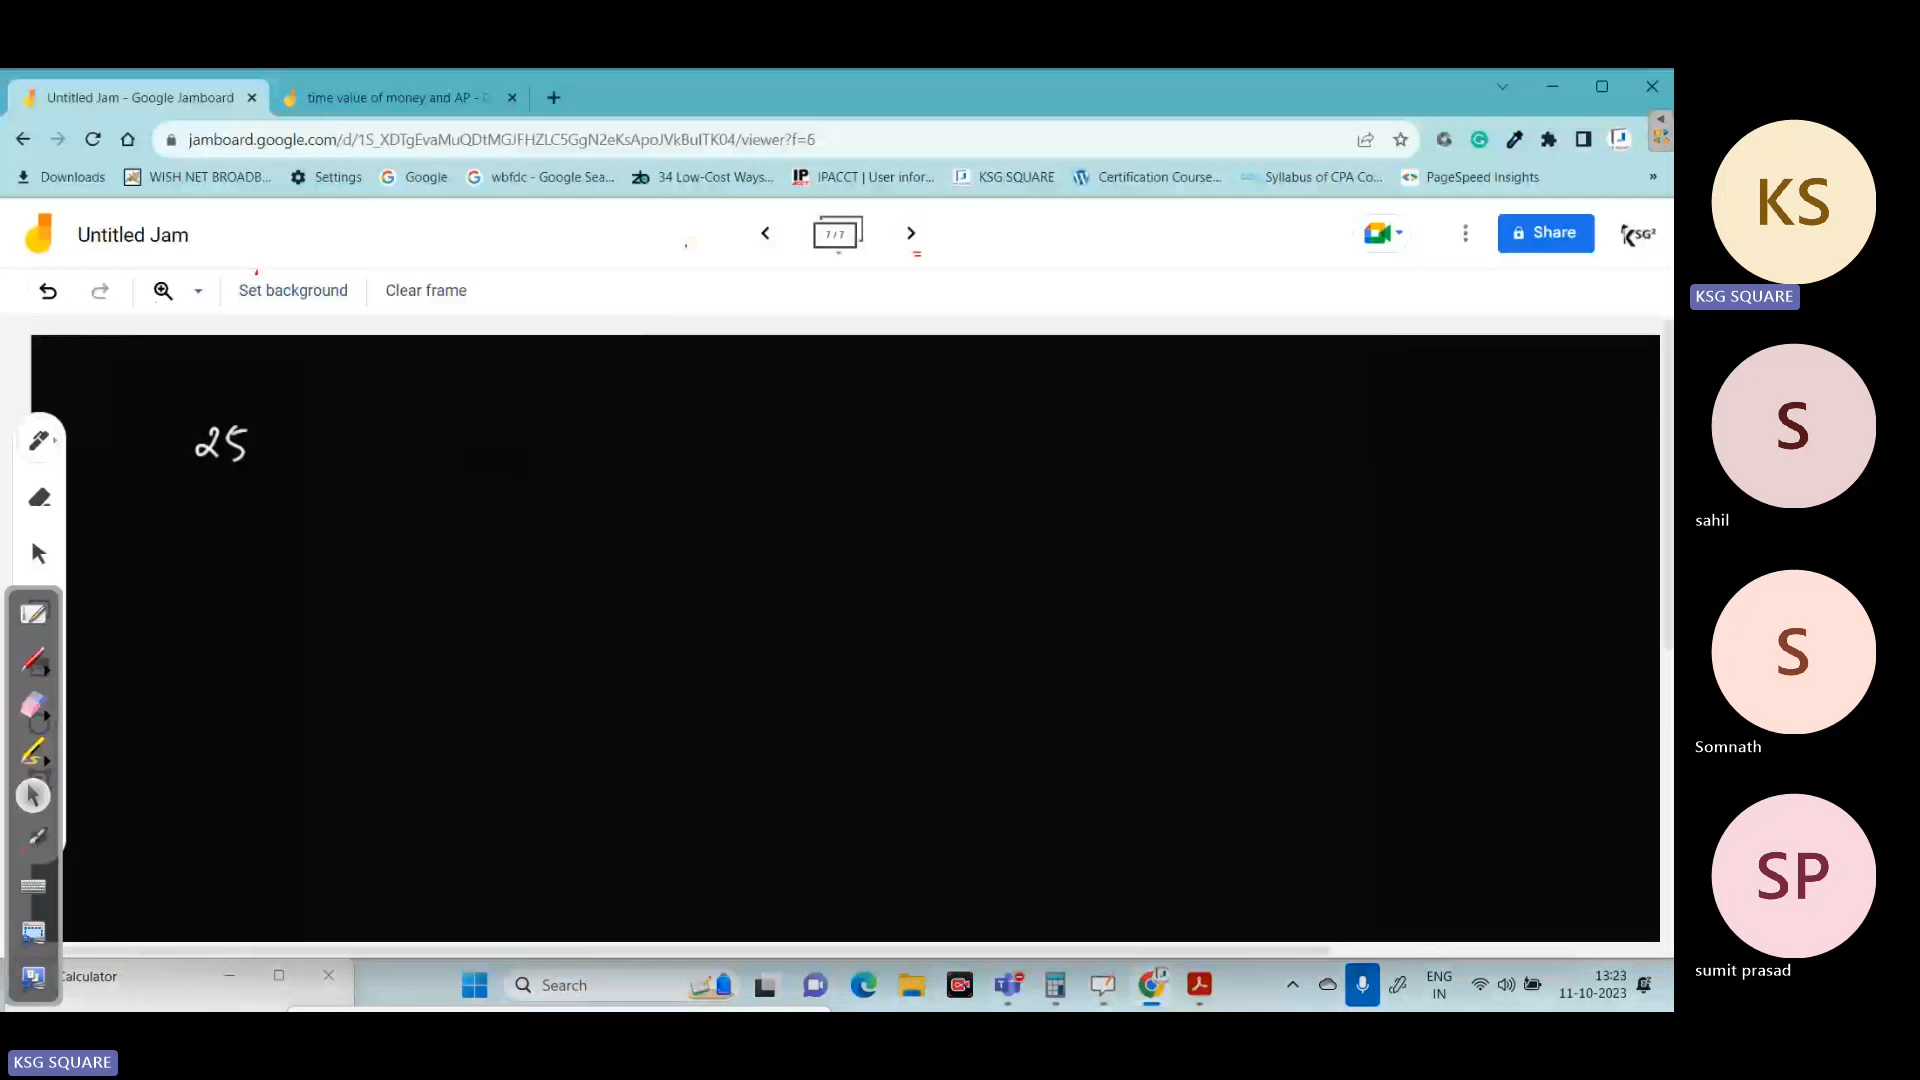 Untitled Jam - Google Jamboard
time value of money and AP -
jamboard.google.com/d/1S_XDTgEvaMuQDtMGJFHZLC5GgN2eKsApoJVkBuITK04/viewer?f=6
Downloads WISH NET BROADB... Settings Google wbfdc - Google Sea... 34 Low-Cost Ways... iPACCT | User infor... KSG SQUARE Certification Course... Syllabus of CPA Co... PageSpeed Insights »
Untitled Jam 7 / 7 Share KSG²
Set background Clear frame
25
Calculator
Search
ENG
IN
13:23
11-10-2023
KS
KSG SQUARE
S
sahil
S
Somnath
SP
sumit prasad
KSG SQUARE